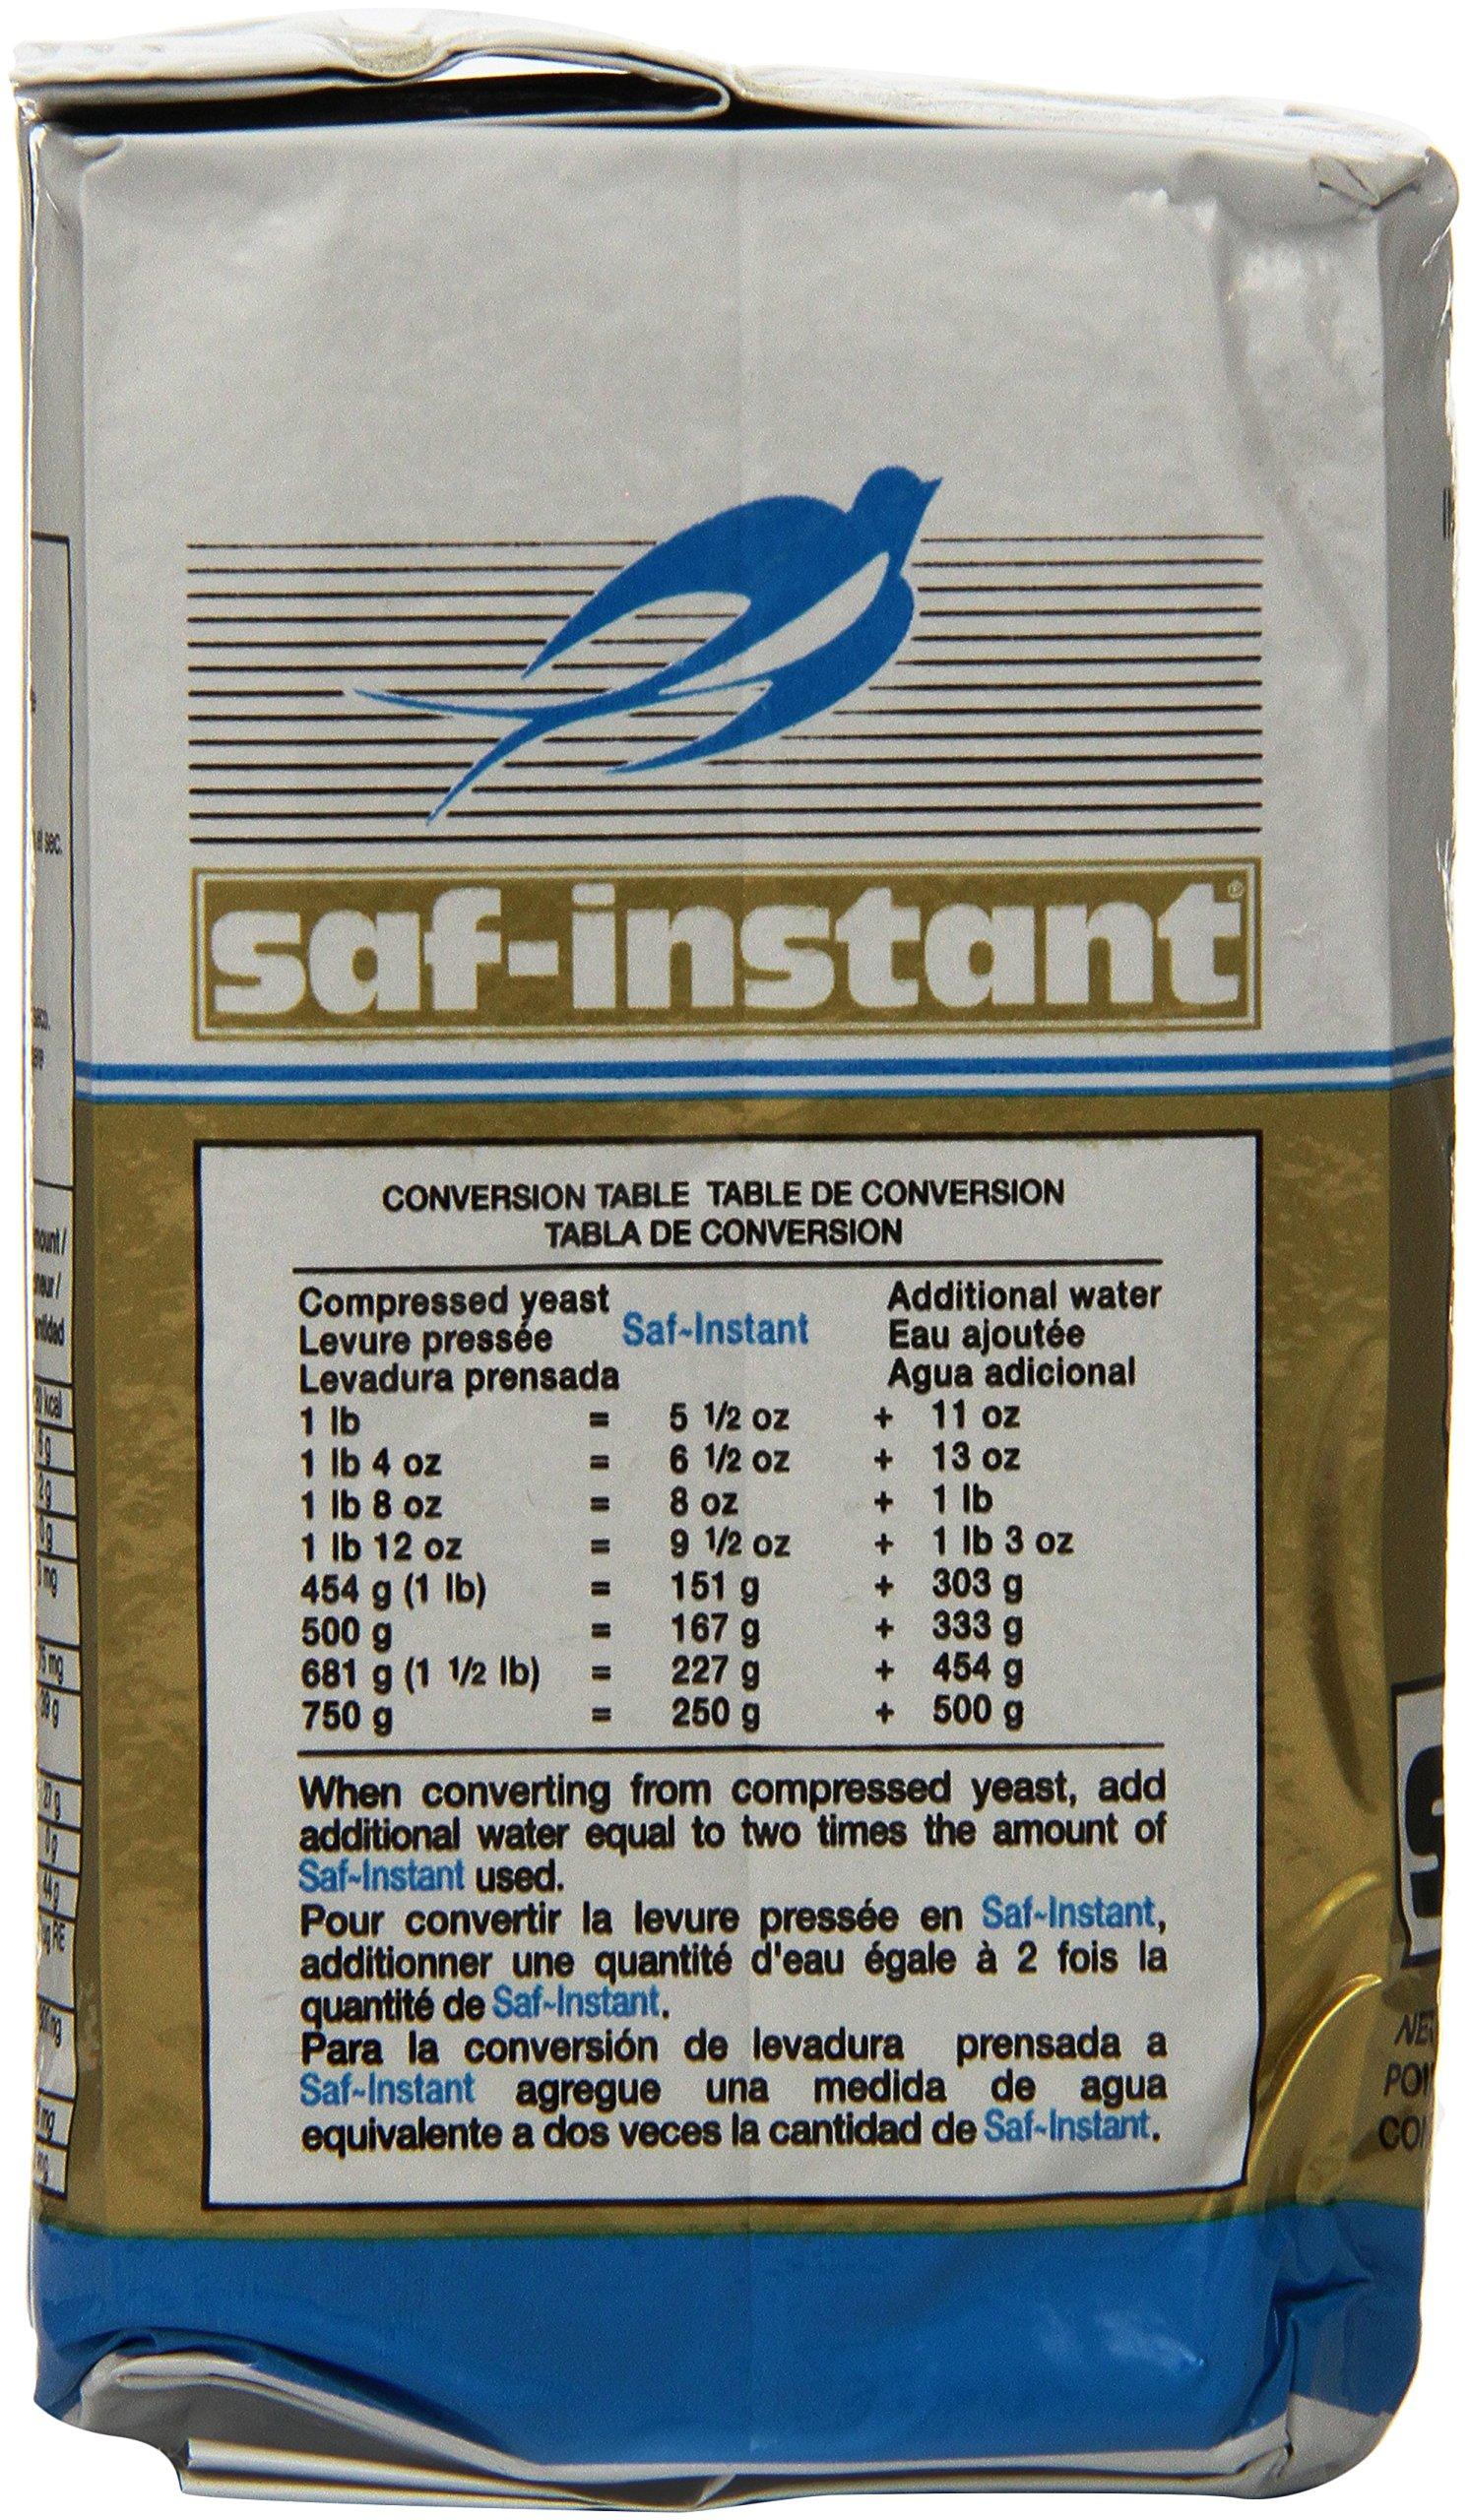 saf-instant®
CONVERSION TABLE TABLE DE CONVERSION
TABLA DE CONVERSION
Compressed yeast
Levure pressée
Levadura prensada
Saf-Instant
Additional water
Eau ajoutée
Agua adicional
1 lb = 5 1/2 oz + 11 oz
1 lb 4 oz = 6 1/2 oz + 13 oz
1 lb 8 oz = 8 oz + 1 lb
1 lb 12 oz = 9 1/2 oz + 1 lb 3 oz
454 g (1 lb) = 151 g + 303 g
500 g = 167 g + 333 g
681 g (1 1/2 lb) = 227 g + 454 g
750 g = 250 g + 500 g
When converting from compressed yeast, add
additional water equal to two times the amount of
Saf-Instant used.
Pour convertir la levure pressée en Saf-Instant,
additionner une quantité d'eau égale à 2 fois la
quantité de Saf-Instant.
Para la conversión de levadura prensada a
Saf-Instant agregue una medida de agua
equivalente a dos veces la cantidad de Saf-Instant.